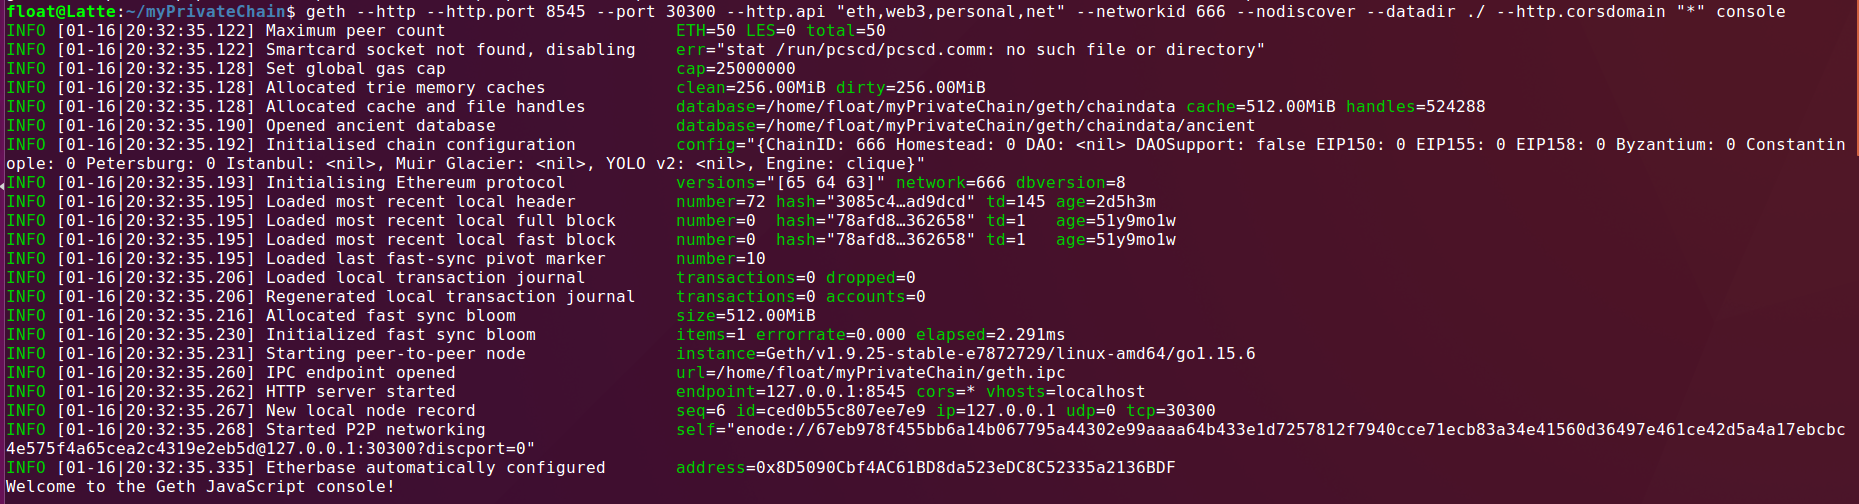 float@Latte:~/myPrivateChain$ geth --http --http.port 8545 --port 30300 --http.api "eth,web3,personal,net" --networkid 666 --nodiscover --datadir ./ --http.corsdomain "*" console
INFO [01-16|20:32:35.122] Maximum peer count                       ETH=50 LES=0 total=50
INFO [01-16|20:32:35.122] Smartcard socket not found, disabling    err="stat /run/pcscd/pcscd.comm: no such file or directory"
INFO [01-16|20:32:35.128] Set global gas cap                       cap=25000000
INFO [01-16|20:32:35.128] Allocated trie memory caches             clean=256.00MiB dirty=256.00MiB
INFO [01-16|20:32:35.128] Allocated cache and file handles         database=/home/float/myPrivateChain/geth/chaindata cache=512.00MiB handles=524288
INFO [01-16|20:32:35.190] Opened ancient database                  database=/home/float/myPrivateChain/geth/chaindata/ancient
INFO [01-16|20:32:35.192] Initialised chain configuration          config="{ChainID: 666 Homestead: 0 DAO: <nil> DAOSupport: false EIP150: 0 EIP155: 0 EIP158: 0 Byzantium: 0 Constantin
ople: 0 Petersburg: 0 Istanbul: <nil>, Muir Glacier: <nil>, YOLO v2: <nil>, Engine: clique}"
INFO [01-16|20:32:35.193] Initialising Ethereum protocol           versions="[65 64 63]" network=666 dbversion=8
INFO [01-16|20:32:35.195] Loaded most recent local header          number=72 hash="3085c4…ad9dcd" td=145 age=2d5h3m
INFO [01-16|20:32:35.195] Loaded most recent local full block      number=0  hash="78afd8…362658" td=1   age=51y9mo1w
INFO [01-16|20:32:35.195] Loaded most recent local fast block      number=0  hash="78afd8…362658" td=1   age=51y9mo1w
INFO [01-16|20:32:35.195] Loaded last fast-sync pivot marker       number=10
INFO [01-16|20:32:35.206] Loaded local transaction journal         transactions=0 dropped=0
INFO [01-16|20:32:35.206] Regenerated local transaction journal    transactions=0 accounts=0
INFO [01-16|20:32:35.216] Allocated fast sync bloom                size=512.00MiB
INFO [01-16|20:32:35.230] Initialized fast sync bloom              items=1 errorrate=0.000 elapsed=2.291ms
INFO [01-16|20:32:35.231] Starting peer-to-peer node               instance=Geth/v1.9.25-stable-e7872729/linux-amd64/go1.15.6
INFO [01-16|20:32:35.260] IPC endpoint opened                      url=/home/float/myPrivateChain/geth.ipc
INFO [01-16|20:32:35.262] HTTP server started                      endpoint=127.0.0.1:8545 cors=* vhosts=localhost
INFO [01-16|20:32:35.267] New local node record                    seq=6 id=ced0b55c807ee7e9 ip=127.0.0.1 udp=0 tcp=30300
INFO [01-16|20:32:35.268] Started P2P networking                   self="enode://67eb978f455bb6a14b067795a44302e99aaaa64b433e1d7257812f7940cce71ecb83a34e41560d36497e461ce42d5a4a17ebcbc
4e575f4a65cea2c4319e2eb5d@127.0.0.1:30300?discport=0"
INFO [01-16|20:32:35.335] Etherbase automatically configured       address=0x8D5090Cbf4AC61BD8da523eDC8C52335a2136BDF
Welcome to the Geth JavaScript console!